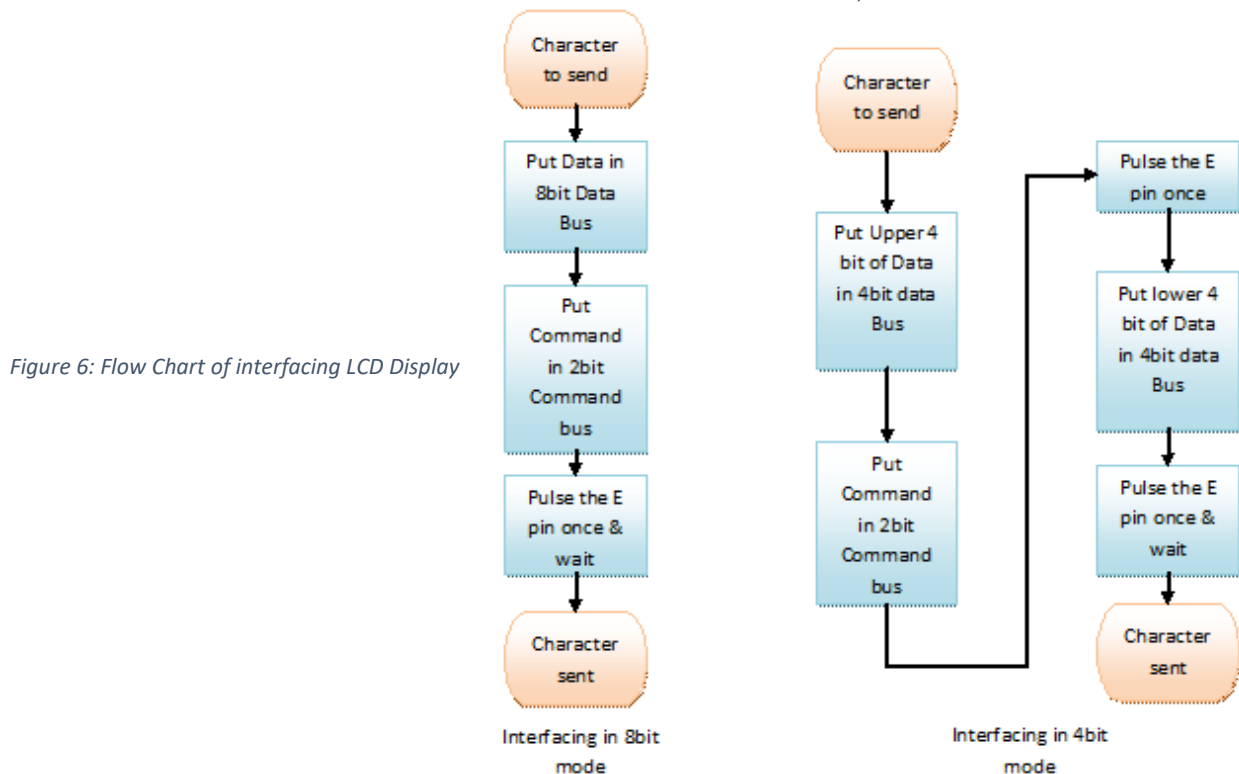 Figure 6: Flow Chart of interfacing LCD Display
Character
to send
Put Data in
8bit Data
Bus
Put
Command
in 2bit
Command
bus
Pulse the E
pin once &
wait
Character
sent
Interfacing in 8bit
mode
Character
to send
Put Upper 4
bit of Data
in 4bit data
Bus
Put
Command
in 2bit
Command
bus
Pulse the E
pin once
Put lower 4
bit of Data
in 4bit data
Bus
Pulse the E
pin once &
wait
Character
sent
Interfacing in 4bit
mode